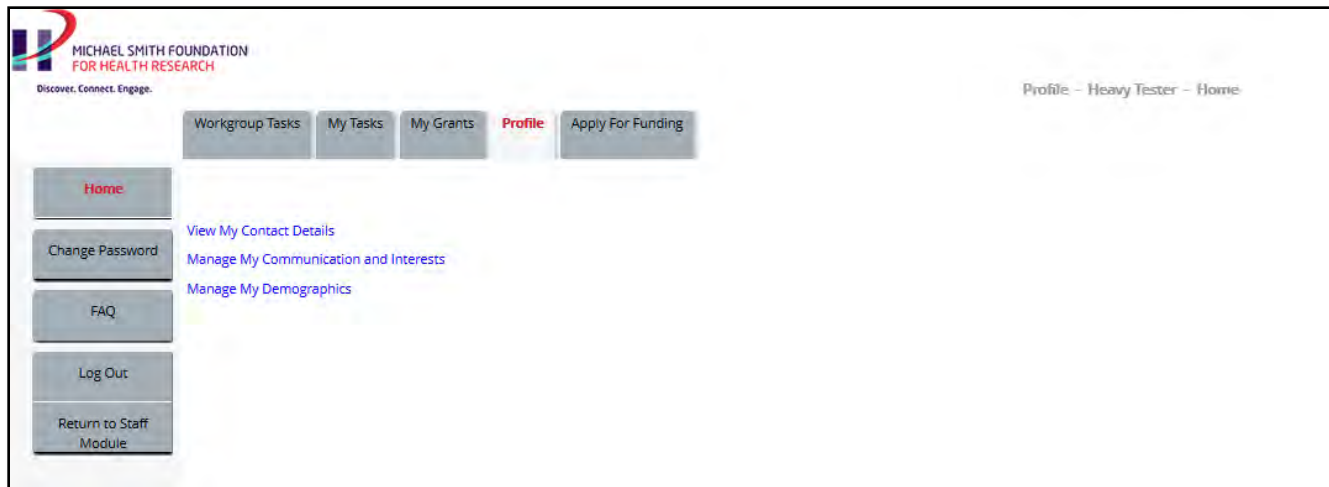 MICHAEL SMITH FOUNDATION
FOR HEALTH RESEARCH
Discover. Connect. Engage.
Profile - Heavy Tester - Home
Workgroup Tasks
My Tasks
My Grants
Profile
Apply For Funding
Home
Change Password
FAQ
Log Out
Return to Staff
Module
View My Contact Details
Manage My Communication and Interests
Manage My Demographics